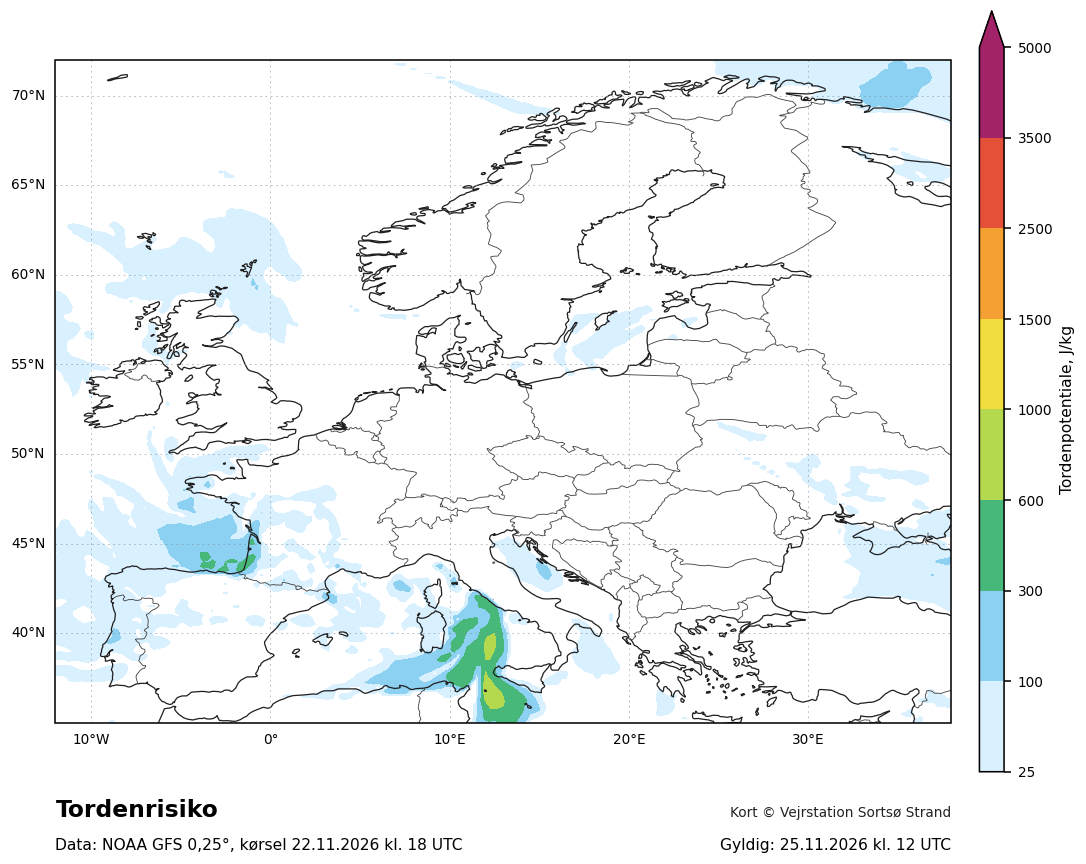 70°N
65°N
60°N
55°N
50°N
45°N
40°N
10°W
0°
10°E
20°E
30°E
5000
3500
2500
1500
1000
600
300
100
25
Tordenpotentiale, J/kg
Tordenrisiko
Kort © Vejrstation Sortsø Strand
Data: NOAA GFS 0,25°, kørsel 22.11.2026 kl. 18 UTC
Gyldig: 25.11.2026 kl. 12 UTC